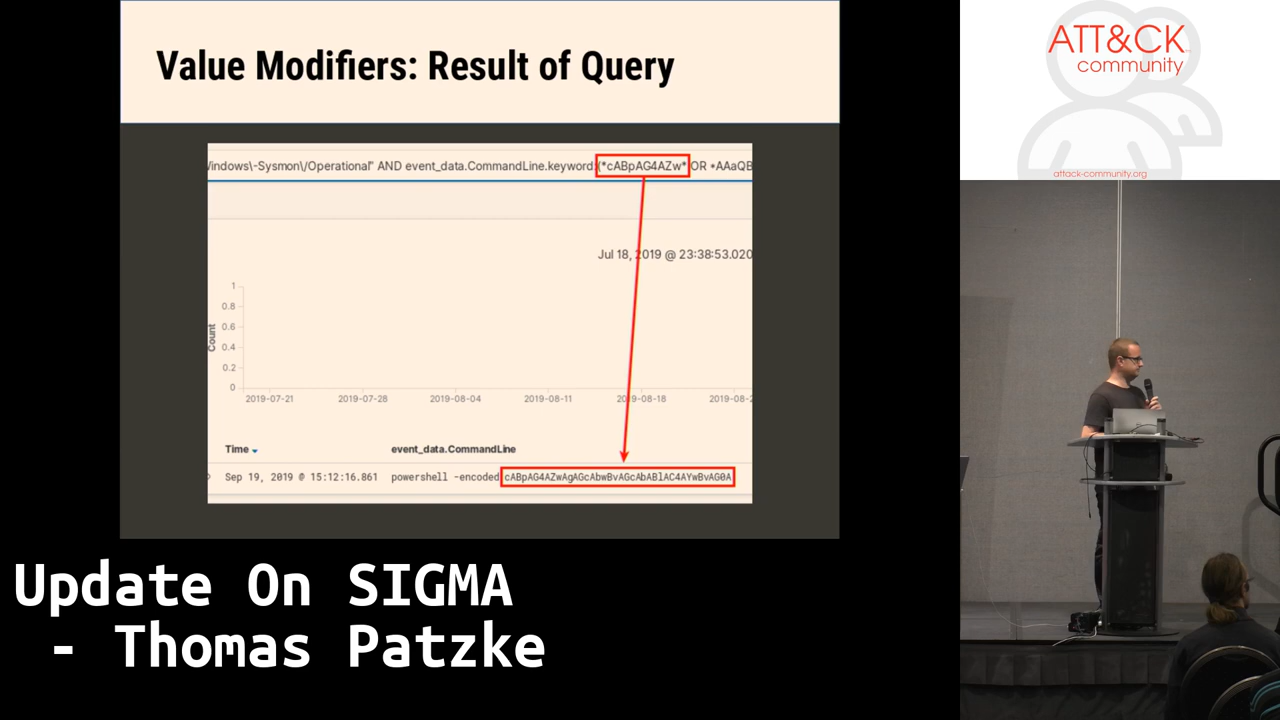 Value Modifiers: Result of Query
indows\-Sysmon\/Operational" AND event_data.CommandLine.keyword:(*cABpAG4AZw* OR *AAaQB
Jul 18, 2019 @ 23:38:53.020
1
0.8
0.6
0.4
0.2
0
Count
2019-07-21 2019-07-28 2019-08-04 2019-08-11 2019-08-18 2019-08-2
Time event_data.CommandLine
Sep 19, 2019 @ 15:12:16.861 powershell -encoded cABpAG4AZwAgAGcAbwBvAGcAbABlAC4AYwBvAG0A
ATT&CK
community
attack-community.org
Update On SIGMA
- Thomas Patzke